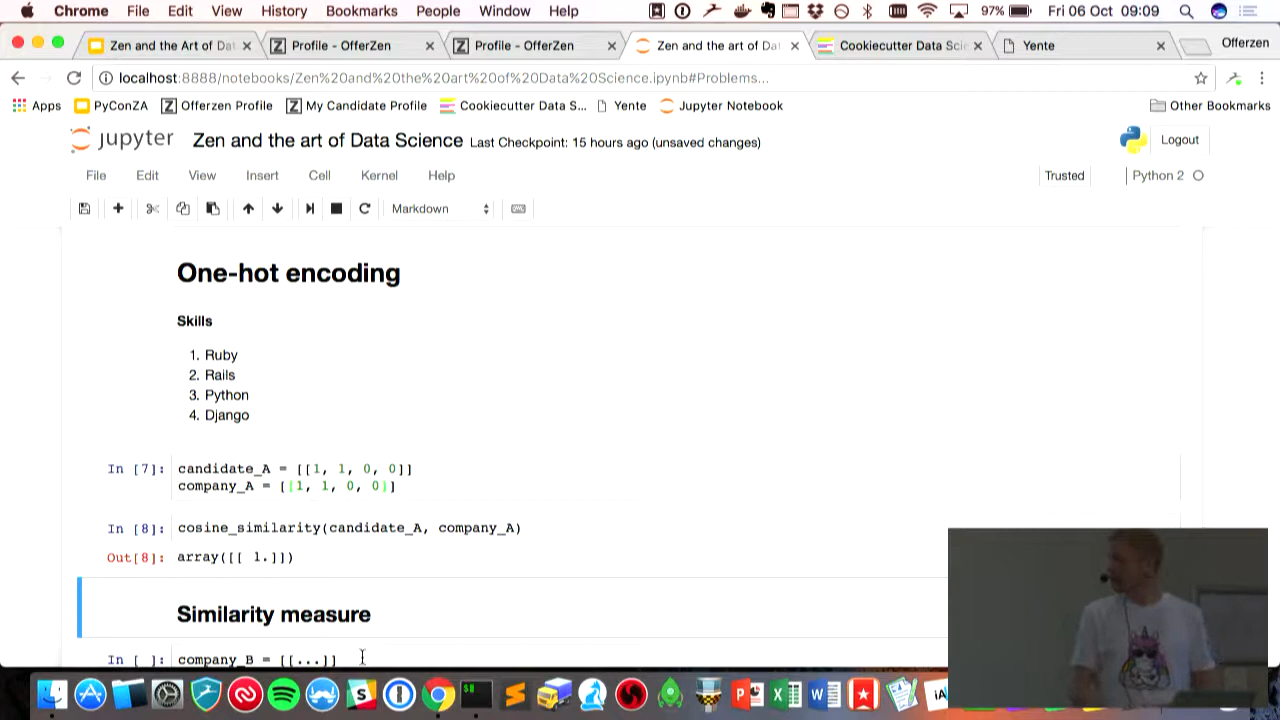 Chrome File Edit View History Bookmarks People Window Help 97% Fri 06 Oct 09:09
Zen and the Art of Dat Profile - OfferZen Profile - OfferZen Zen and the art of Dat Cookiecutter Data Scie Yente Offerzen
localhost:8888/notebooks/Zen%20and%20the%20art%20of%20Data%20Science.ipynb#Problems...
Apps PyConZA Offerzen Profile My Candidate Profile Cookiecutter Data S... Yente Jupyter Notebook Other Bookmarks
jupyter Zen and the art of Data Science Last Checkpoint: 15 hours ago (unsaved changes) Logout
File Edit View Insert Cell Kernel Help Trusted Python 2
Markdown
One-hot encoding
Skills
1. Ruby
2. Rails
3. Python
4. Django
In [7]: candidate_A = [[1, 1, 0, 0]]
company_A = [[1, 1, 0, 0]]
In [8]: cosine_similarity(candidate_A, company_A)
Out[8]: array([[ 1.]])
Similarity measure
In [ ]: company_B = [[...]]